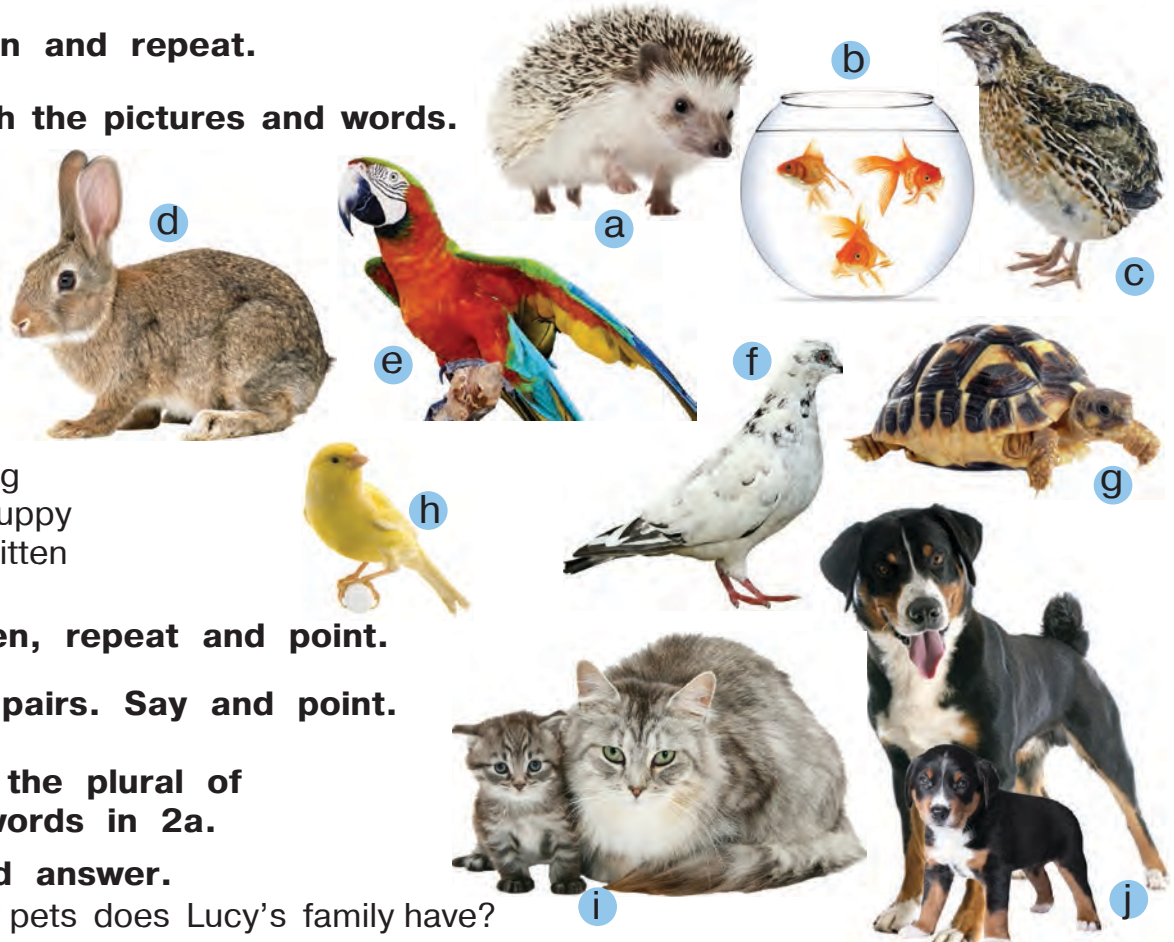 n and repeat.
h the pictures and words.
a
b
c
d
e
f
g
h
g
uppy
itten
en, repeat and point.
pairs. Say and point.
the plural of
words in 2a.
d answer.
pets does Lucy's family have?
i
j